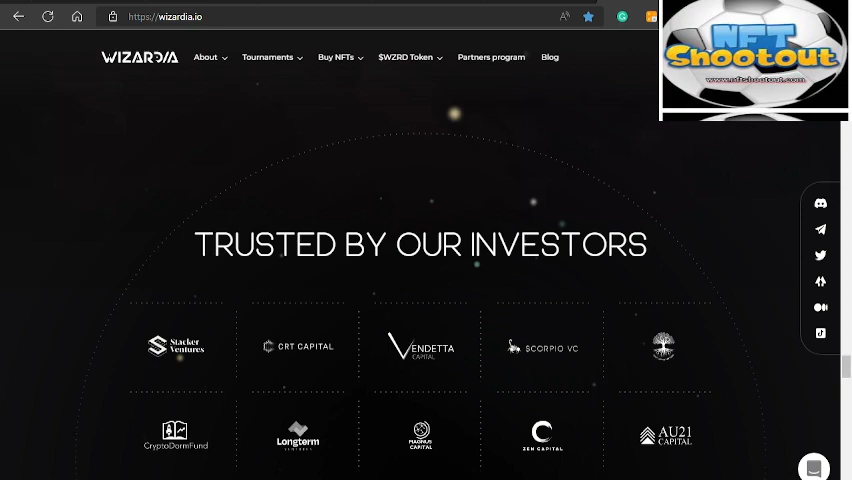 https://wizardia.io
NFT
Shootout
www.nftshootout.com
WIZARDIA
About
Tournaments
Buy NFTs
$WZRD Token
Partners program
Blog
TRUSTED BY OUR INVESTORS
Stacker
Ventures
CRT CAPITAL
VENDETTA
CAPITAL
SCORPIO VC
CryptoDormFund
Longterm
VENTURES
MAGNUS
CAPITAL
ZEN CAPITAL
AU21
CAPITAL